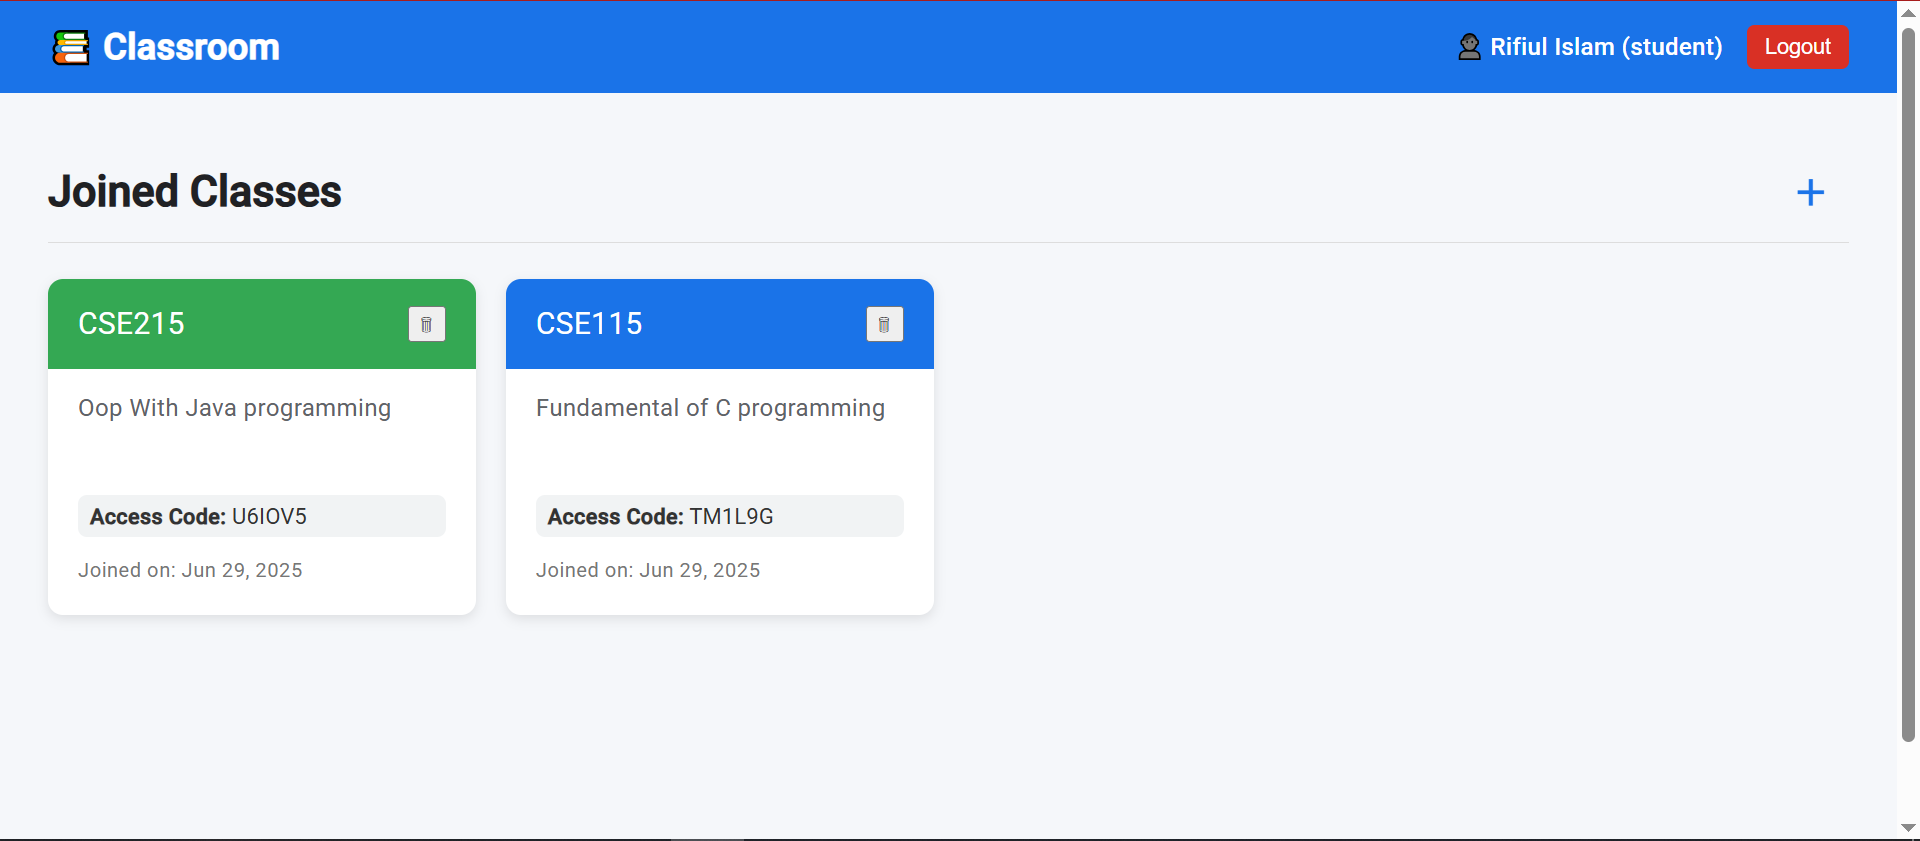 Classroom
Rifiul Islam (student)
Logout
Joined Classes
+
CSE215
Oop With Java programming
Access Code: U6IOV5
Joined on: Jun 29, 2025
CSE115
Fundamental of C programming
Access Code: TM1L9G
Joined on: Jun 29, 2025